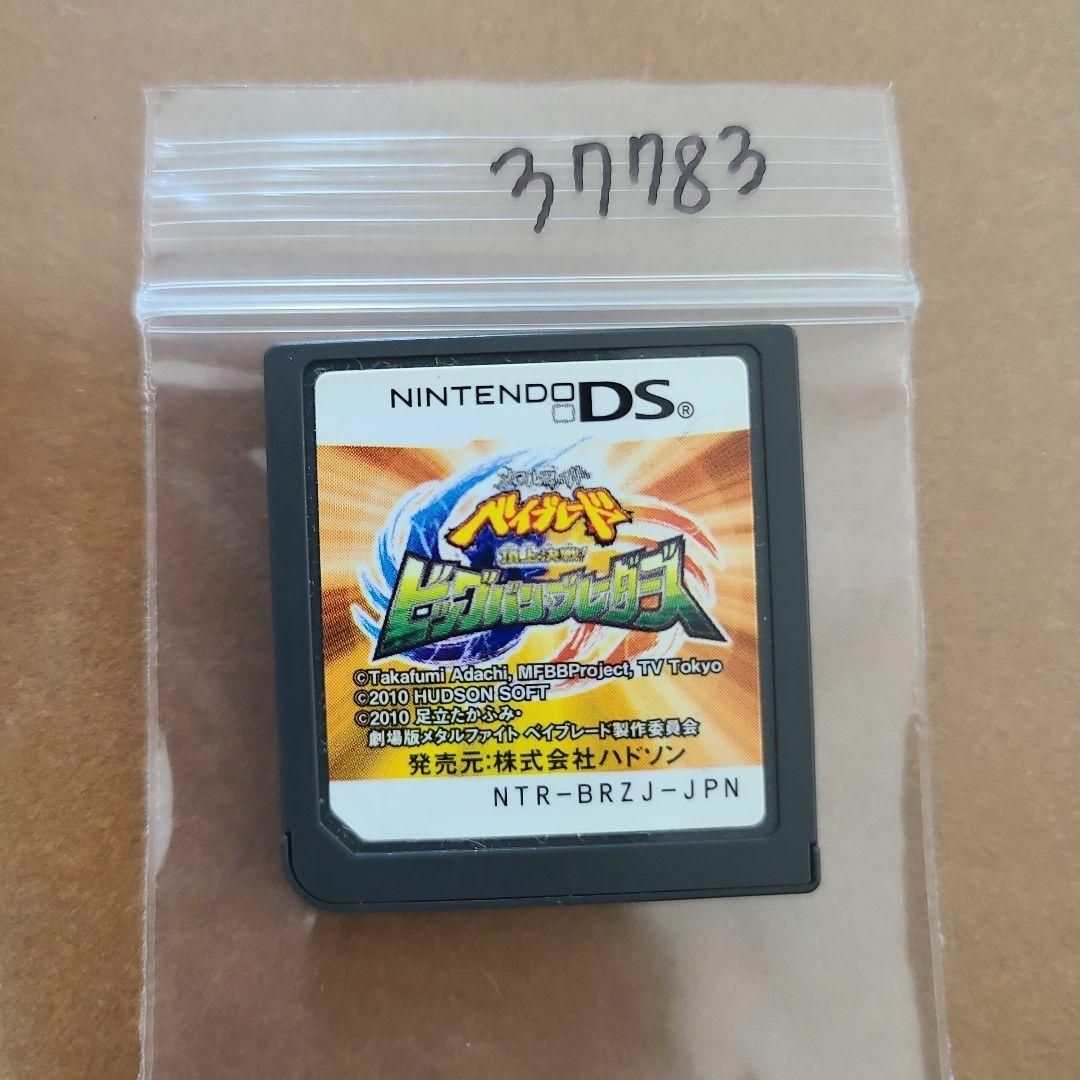 37783
NINTENDO DS®
メタルファイト
ベイブレード
頂上決戦!
ビッグバンブレーダーズ
©Takafumi Adachi, MFBBProject, TV Tokyo
©2010 HUDSON SOFT
©2010 足立たかふみ・
劇場版メタルファイト ベイブレード製作委員会
発売元:株式会社ハドソン
NTR-BRZJ-JPN